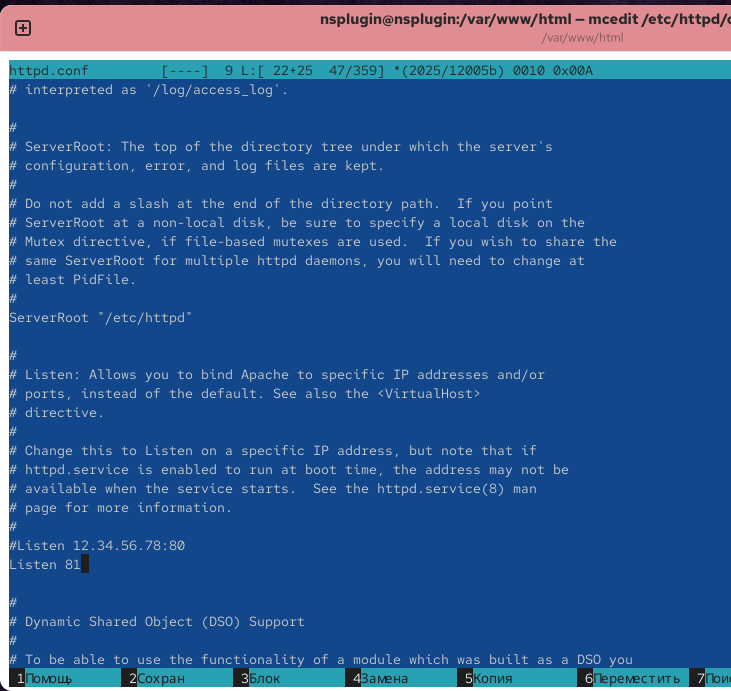 nsplugin@nsplugin:/var/www/html — mcedit /etc/httpd/
/var/www/html
httpd.conf         [----]  9 L:[ 22+25  47/359] *(2025/12005b) 0010 0x00A
# interpreted as '/log/access_log'.
#
# ServerRoot: The top of the directory tree under which the server's
# configuration, error, and log files are kept.
#
# Do not add a slash at the end of the directory path.  If you point
# ServerRoot at a non-local disk, be sure to specify a local disk on the
# Mutex directive, if file-based mutexes are used.  If you wish to share the
# same ServerRoot for multiple httpd daemons, you will need to change at
# least PidFile.
#
ServerRoot "/etc/httpd"
#
# Listen: Allows you to bind Apache to specific IP addresses and/or
# ports, instead of the default. See also the <VirtualHost>
# directive.
#
# Change this to Listen on a specific IP address, but note that if
# httpd.service is enabled to run at boot time, the address may not be
# available when the service starts.  See the httpd.service(8) man
# page for more information.
#
#Listen 12.34.56.78:80
Listen 81
#
# Dynamic Shared Object (DSO) Support
#
# To be able to use the functionality of a module which was built as a DSO you
1Помощь 2Сохран 3Блок 4Замена 5Копия 6Переместить 7Пои